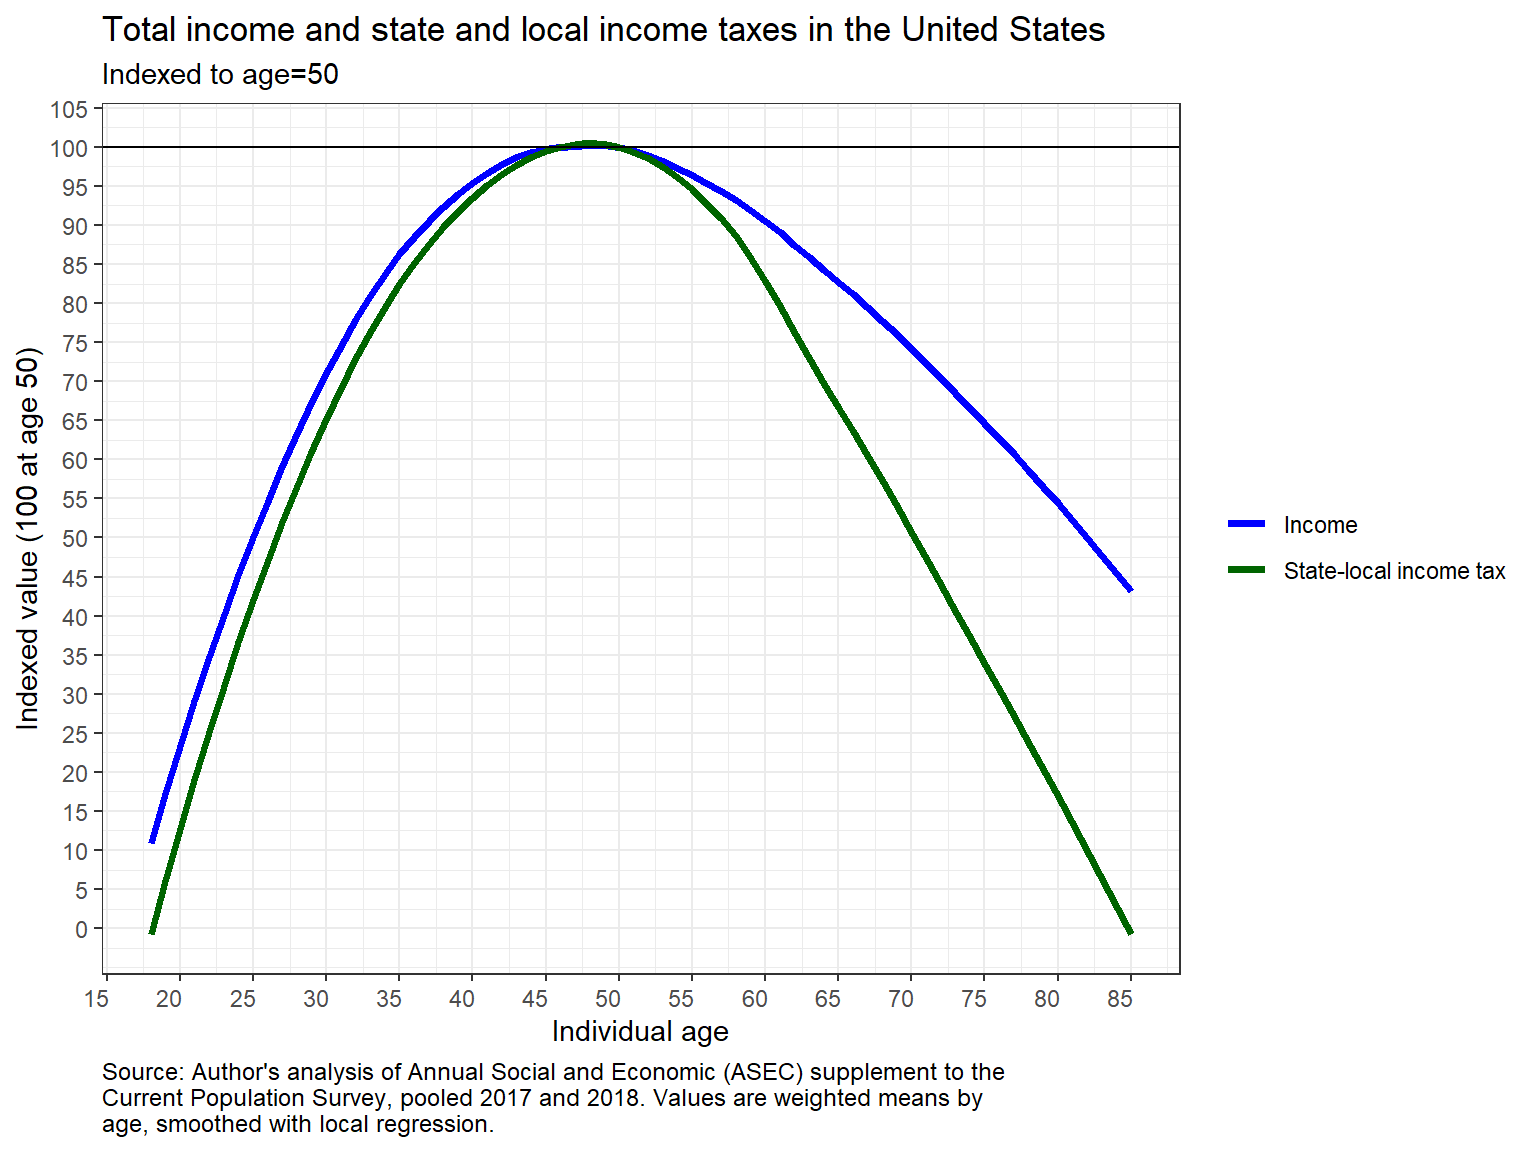 Total income and state and local income taxes in the United States
Indexed to age=50
Indexed value (100 at age 50)
105
100
95
90
85
80
75
70
65
60
55
50
45
40
35
30
25
20
15
10
5
0
15 20 25 30 35 40 45 50 55 60 65 70 75 80 85
Individual age
Income
State-local income tax
Source: Author's analysis of Annual Social and Economic (ASEC) supplement to the
Current Population Survey, pooled 2017 and 2018. Values are weighted means by
age, smoothed with local regression.